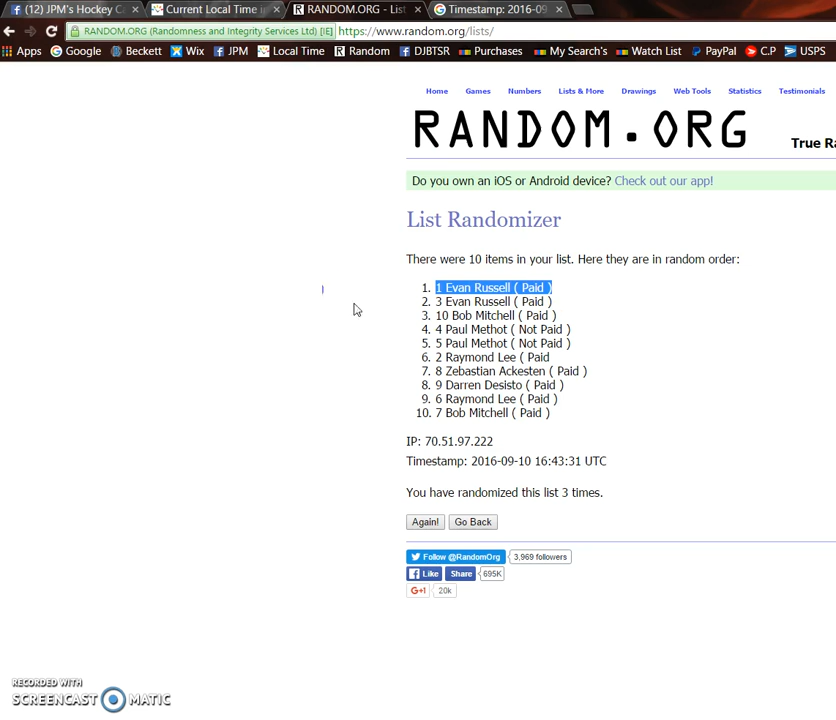 (12) JPM's Hockey C
Current Local Time i
RANDOM.ORG - List
Timestamp: 2016-09
RANDOM.ORG (Randomness and Integrity Services Ltd) [IE] https://www.random.org/lists/
Apps Google Beckett Wix JPM Local Time Random DJBTSR Purchases My Search's Watch List PayPal C.P USPS
Home Games Numbers Lists & More Drawings Web Tools Statistics Testimonials
RANDOM.ORG
True Ra
Do you own an iOS or Android device? Check out our app!
List Randomizer
There were 10 items in your list. Here they are in random order:
1. 1 Evan Russell ( Paid )
2. 3 Evan Russell ( Paid )
3. 10 Bob Mitchell ( Paid )
4. 4 Paul Methot ( Not Paid )
5. 5 Paul Methot ( Not Paid )
6. 2 Raymond Lee ( Paid
7. 8 Zebastian Ackesten ( Paid )
8. 9 Darren Desisto ( Paid )
9. 6 Raymond Lee ( Paid )
10. 7 Bob Mitchell ( Paid )
IP: 70.51.97.222
Timestamp: 2016-09-10 16:43:31 UTC
You have randomized this list 3 times.
Again! Go Back
Follow @RandomOrg 3,969 followers
Like Share 695K
G+1 20k
RECORDED WITH
SCREENCAST MATIC